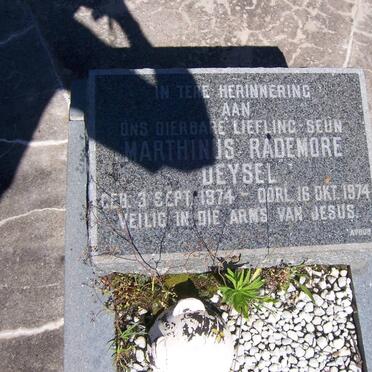 IN TERE HERINNERING
AAN
ONS DIERBARE LIEFLING-SEUN
MARTHINUS RADEMORE
DEYSEL
GEB. 3 SEPT. 1974 - OORL. 16 OKT. 1974
VEILIG IN DIE ARMS VAN JESUS.